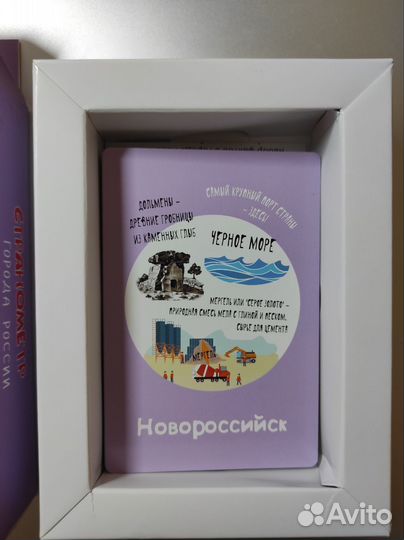 СТРАНОМЕТР
ГОРОДА РОССИИ
ДОЛЬМЕНЫ –
ДРЕВНИЕ ГРОБНИЦЫ
ИЗ КАМЕННЫХ ГЛЫБ
САМЫЙ КРУПНЫЙ ПОРТ СТРАНЫ
– ЗДЕСЬ!
ЧЕРНОЕ МОРЕ
МЕРГЕЛЬ ИЛИ "СЕРОЕ ЗОЛОТО" –
ПРИРОДНАЯ СМЕСЬ МЕЛА С ГЛИНОЙ И ПЕСКОМ.
СЫРЬЕ ДЛЯ ЦЕМЕНТА
МЕРГЕЛЬ
Новороссийск
Avito